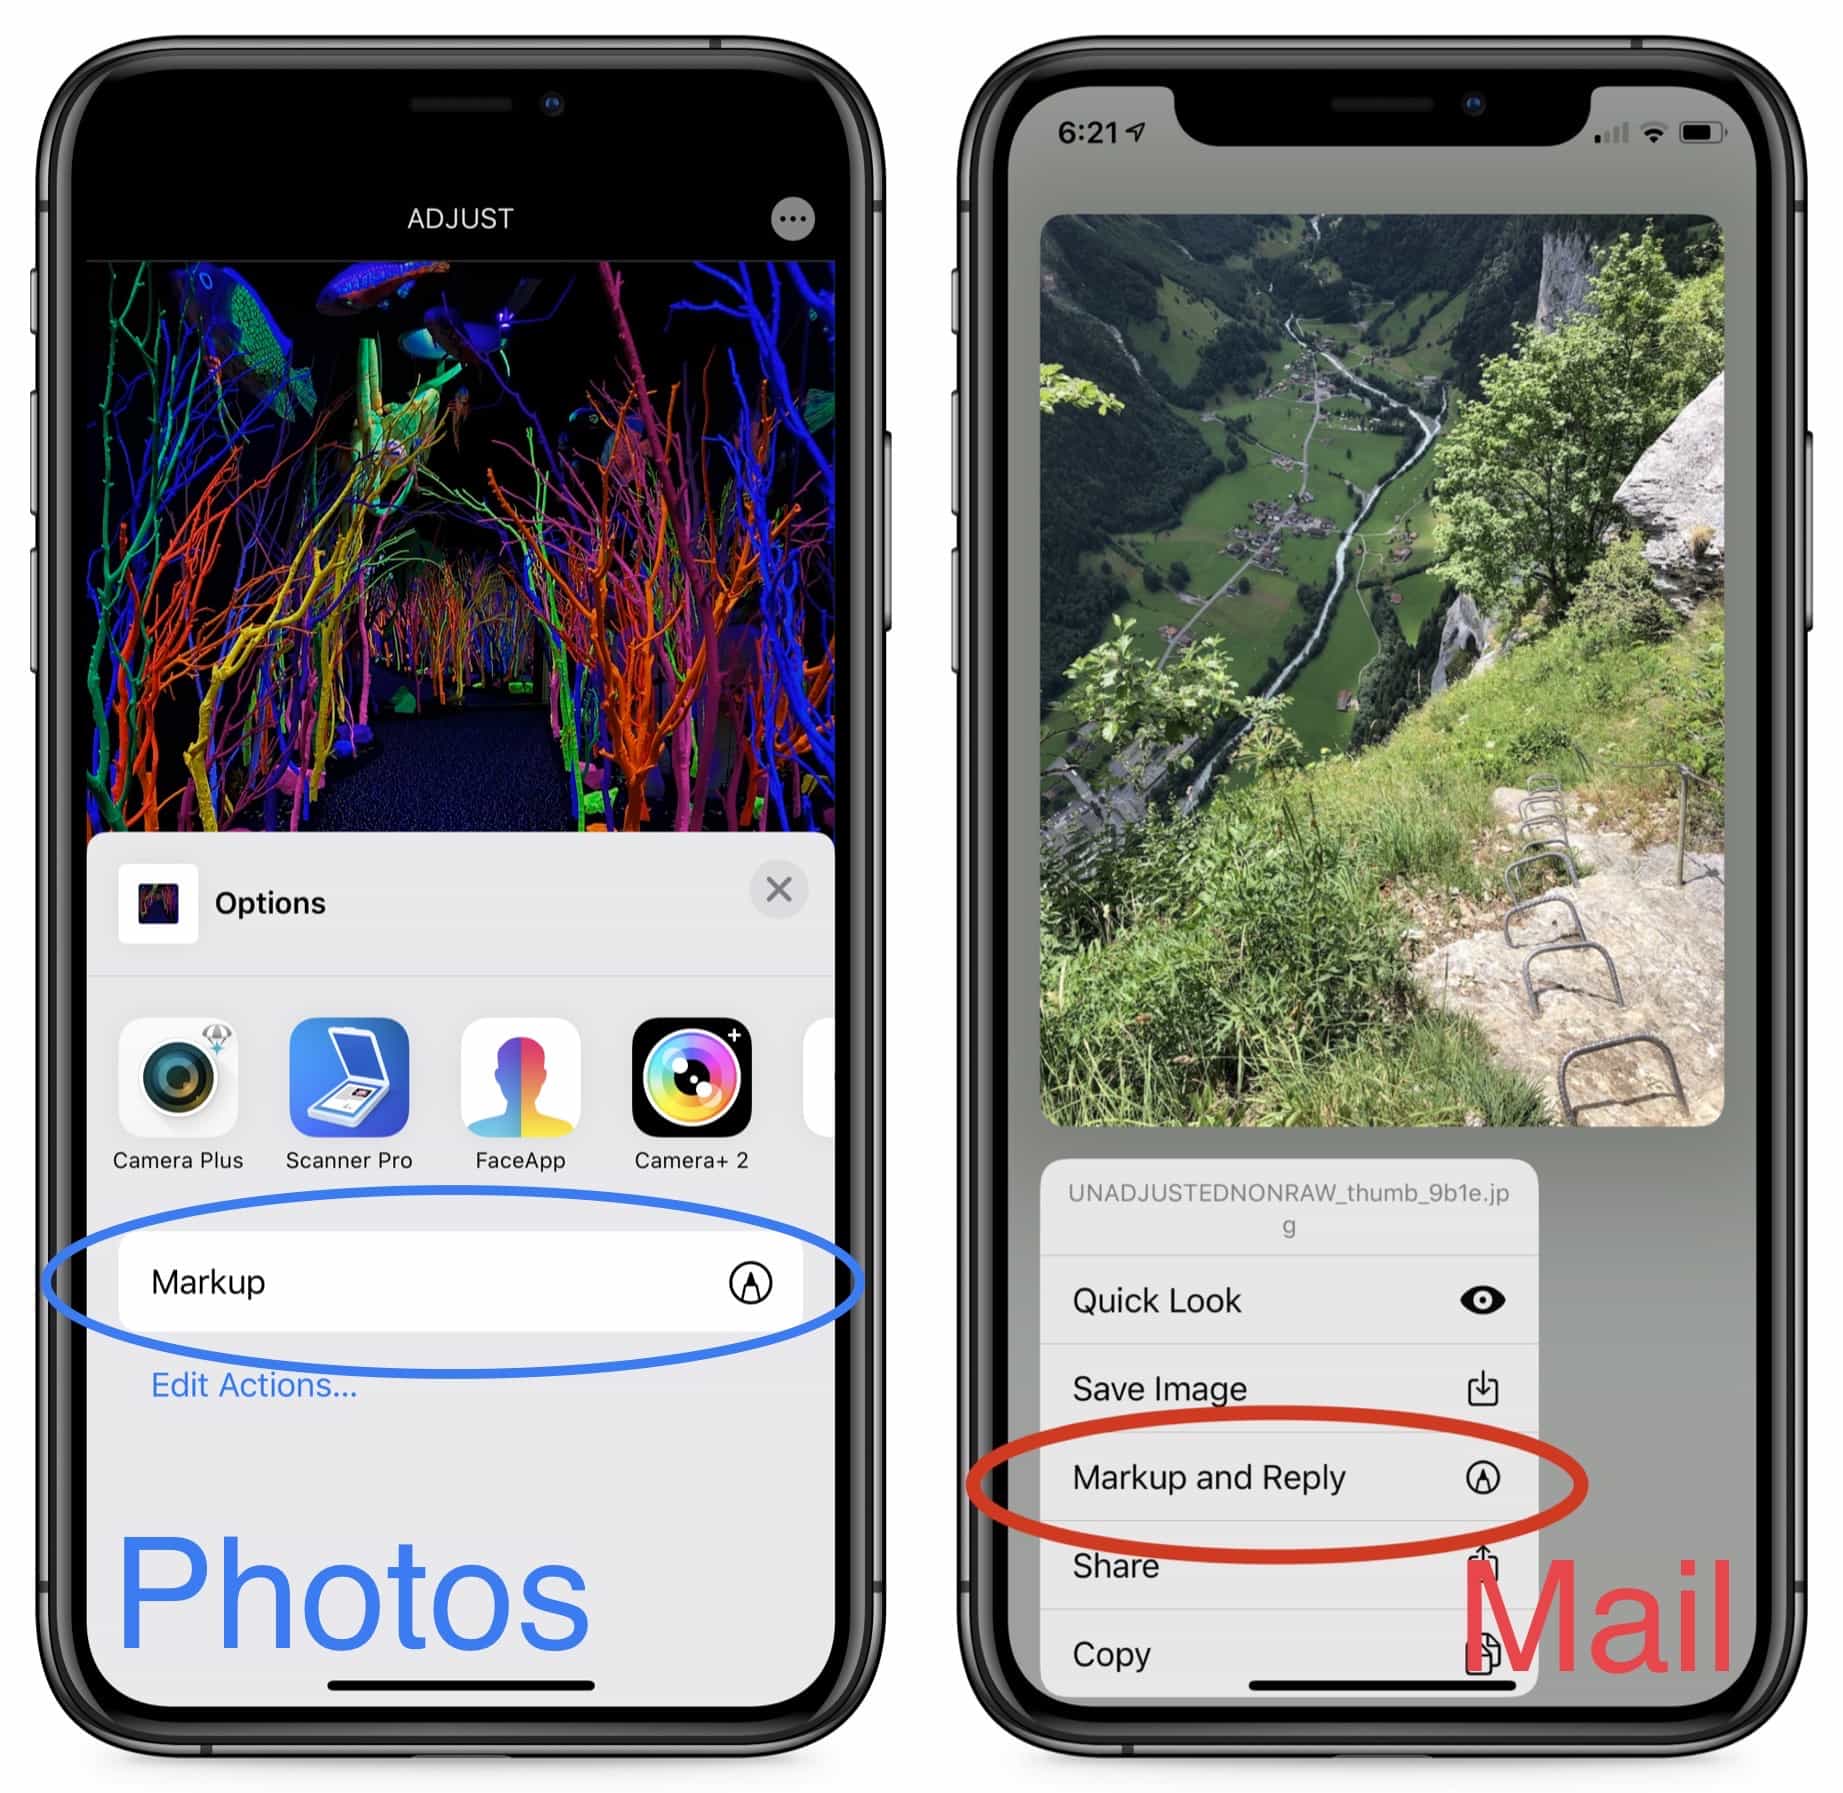 ADJUST
Options
Camera Plus
Scanner Pro
FaceApp
Camera+ 2
Markup
Edit Actions...
Photos
6:21
UNADJUSTEDNONRAW_thumb_9b1e.jp
g
Quick Look
Save Image
Markup and Reply
Share
Copy
Mail